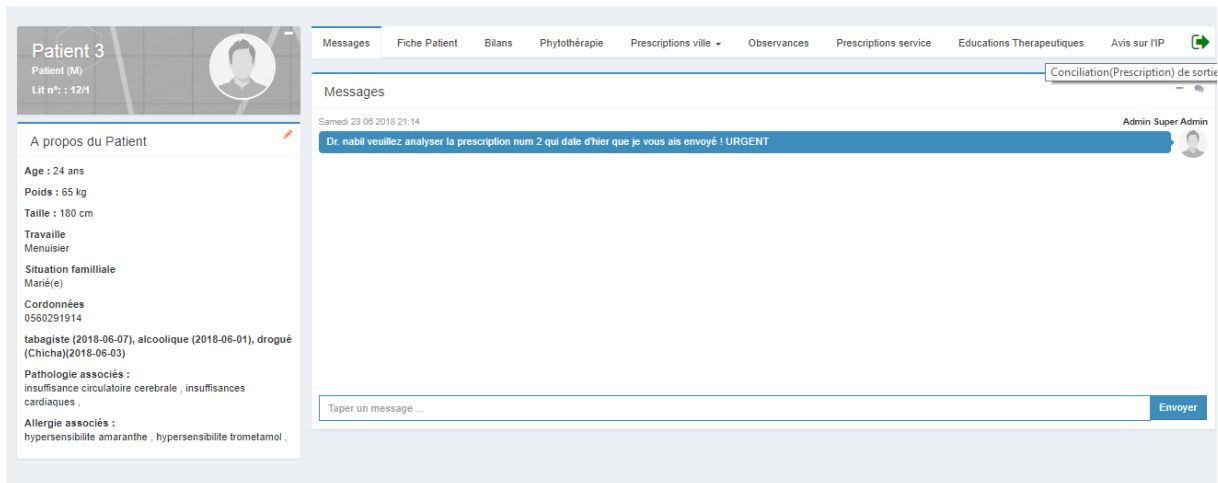 Patient 3
Patient (M)
Lit n°: : 12/1
A propos du Patient
Age : 24 ans
Poids : 65 kg
Taille : 180 cm
Travaille
Menuisier
Situation familliale
Marié(e)
Cordonnées
0560291914
tabagiste (2018-06-07), alcoolique (2018-06-01), drogué
(Chicha)(2018-06-03)
Pathologie associés :
insuffisance circulatoire cerebrale , insuffisances
cardiaques ,
Allergie associés :
hypersensibilite amaranthe , hypersensibilite trometamol ,
Messages Fiche Patient Bilans Phytothérapie Prescriptions ville Observances Prescriptions service Educations Therapeutiques Avis sur l'IP
Conciliation(Prescription) de sortie
Messages
Samedi 23 06 2018 21:14 Admin Super Admin
Dr. nabil veuillez analyser la prescription num 2 qui date d'hier que je vous ais envoyé ! URGENT
Taper un message ... Envoyer